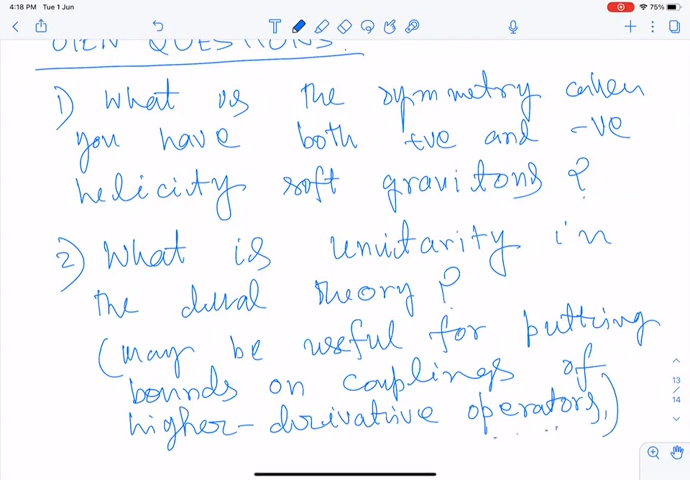 4:18 PM Tue 1 Jun
75%
OPEN QUESTIONS.
1) What is the symmetry when
you have both +ve and -ve
helicity soft gravitons?
2) What is unitarity in
the dual theory?
(may be useful for putting
bounds on couplings of
higher-derivative operators,)
13
14